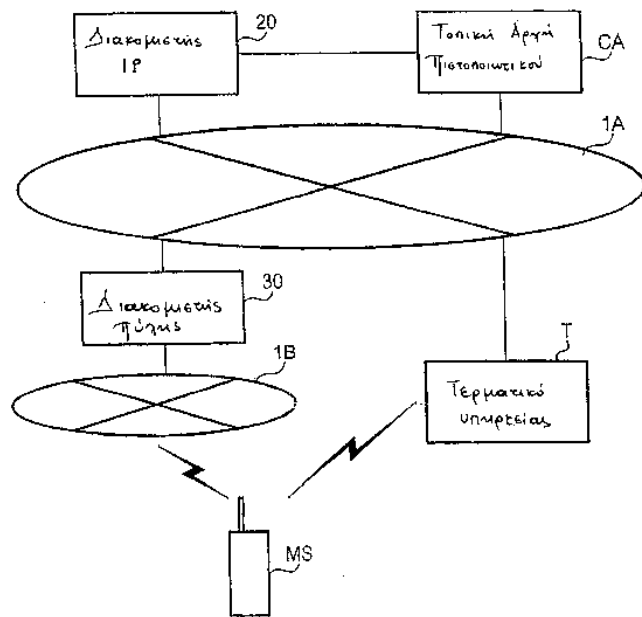 20
Διακομιστής
IP
Τοπική Αρχή
Πιστοποιητικού
CA
1A
30
Διακομιστής
πύλης
1B
T
Τερματικό
υπηρεσίας
MS